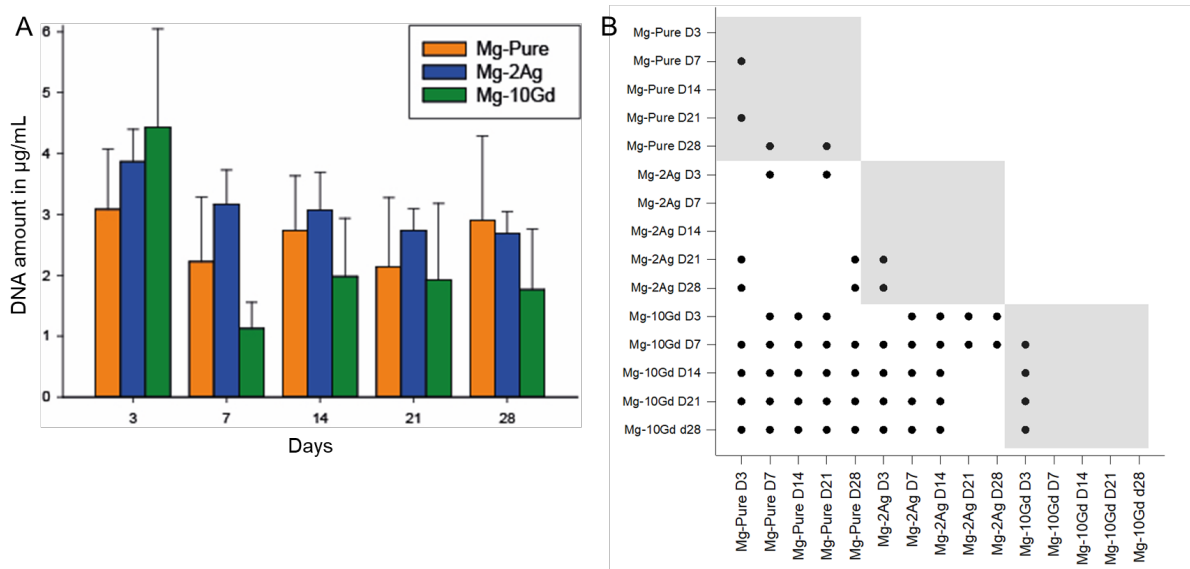 A
6
5
4
3
2
1
0
DNA amount in µg/mL
Mg-Pure
Mg-2Ag
Mg-10Gd
3 7 14 21 28
Days
B
Mg-Pure D3
Mg-Pure D7
Mg-Pure D14
Mg-Pure D21
Mg-Pure D28
Mg-2Ag D3
Mg-2Ag D7
Mg-2Ag D14
Mg-2Ag D21
Mg-2Ag D28
Mg-10Gd D3
Mg-10Gd D7
Mg-10Gd D14
Mg-10Gd D21
Mg-10Gd d28
Mg-Pure D3
Mg-Pure D7
Mg-Pure D14
Mg-Pure D21
Mg-Pure D28
Mg-2Ag D3
Mg-2Ag D7
Mg-2Ag D14
Mg-2Ag D21
Mg-2Ag D28
Mg-10Gd D3
Mg-10Gd D7
Mg-10Gd D14
Mg-10Gd D21
Mg-10Gd d28